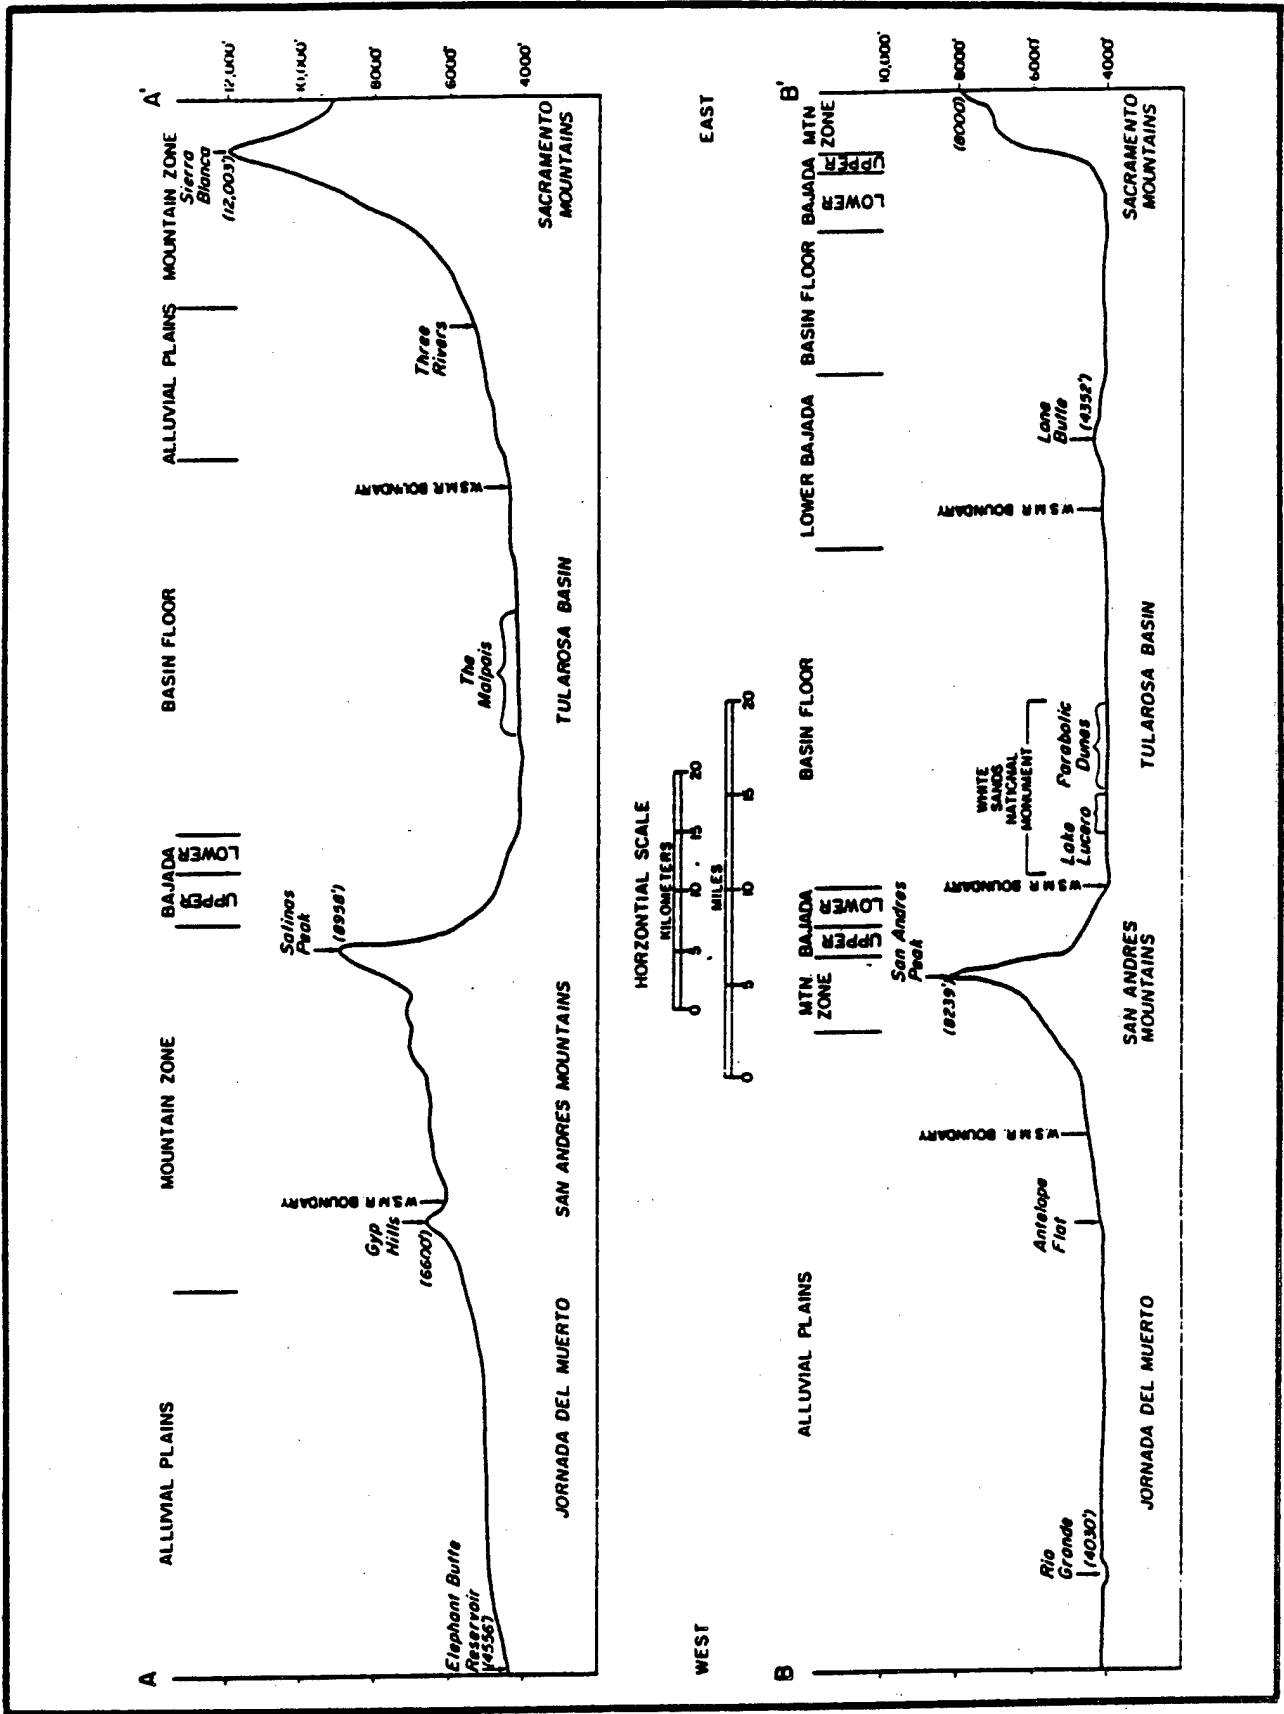 A
A'
ALLUVIAL PLAINS
MOUNTAIN ZONE
BAJADA
UPPER
LOWER
BASIN FLOOR
ALLUVIAL PLAINS
MOUNTAIN ZONE
Elephant Butte
Reservoir
(4556')
Gyp
Hills
(6600')
W.S.M.R. BOUNDARY
Salinas
Peak
(8958')
The
Malpais
W.S.M.R. BOUNDARY
Three
Rivers
Sierra
Blanca
(12,003')
12,000'
10,000'
8000'
6000'
4000'
JORNADA DEL MUERTO
SAN ANDRES MOUNTAINS
TULAROSA BASIN
SACRAMENTO
MOUNTAINS
HORZONTIAL SCALE
KILOMETERS
0 5 10 15 20
MILES
0 5 10 15 20
WEST
EAST
B
B'
ALLUVIAL PLAINS
MTN.
ZONE
BAJADA
UPPER
LOWER
BASIN FLOOR
LOWER BAJADA
BASIN FLOOR
BAJADA
LOWER
UPPER
MTN
ZONE
Rio
Grande
(4030')
Antelope
Flat
W.S.M.R. BOUNDARY
San Andres
Peak
(8239')
W.S.M.R. BOUNDARY
WHITE
SANDS
NATIONAL
MONUMENT
Lake
Lucero
Parabolic
Dunes
W.S.M.R. BOUNDARY
Lone
Butte
(4352')
(8000')
10,000'
8000'
6000'
4000'
JORNADA DEL MUERTO
SAN ANDRES
MOUNTAINS
TULAROSA BASIN
SACRAMENTO
MOUNTAINS